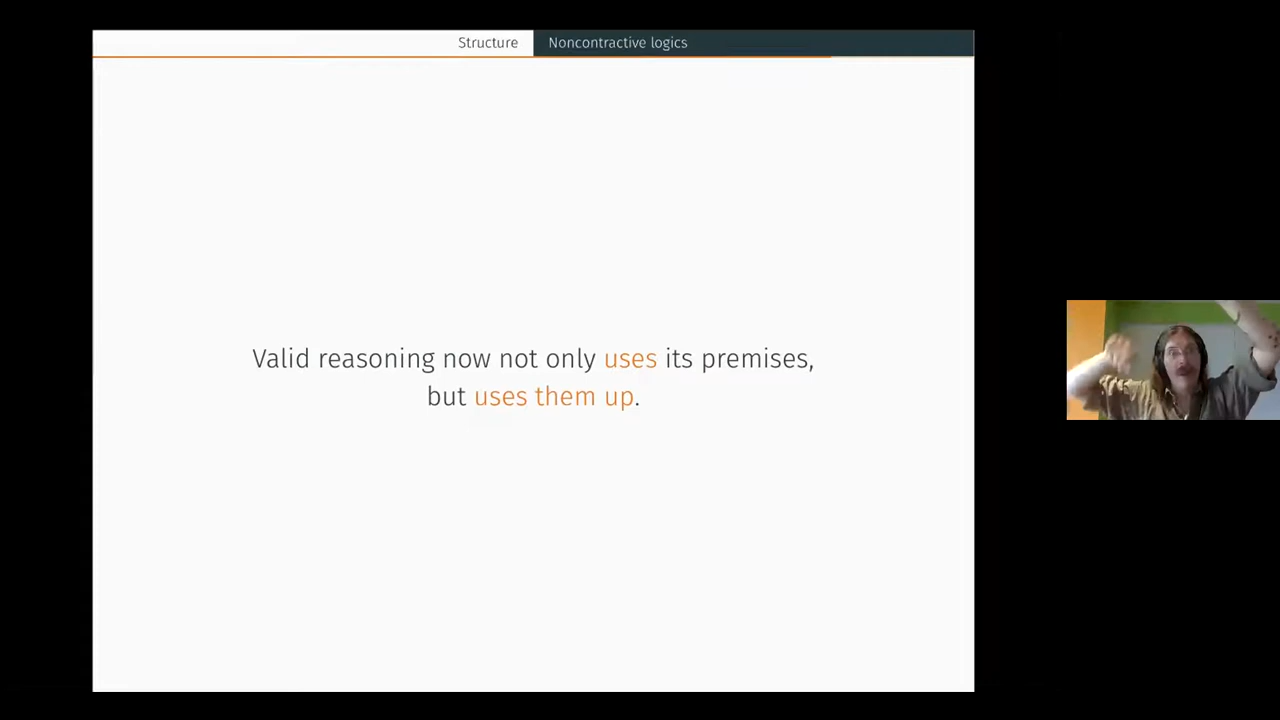 Structure
Noncontractive logics
Valid reasoning now not only uses its premises,
but uses them up.